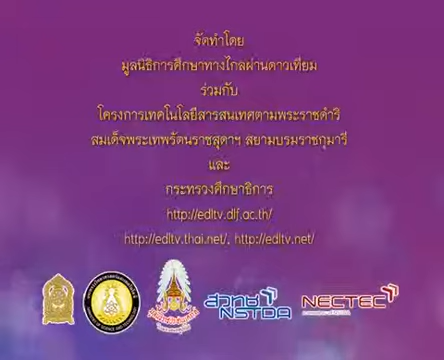 จัดทำโดย
มูลนิธิการศึกษาทางไกลผ่านดาวเทียม
ร่วมกับ
โครงการเทคโนโลยีสารสนเทศตามพระราชดำริ
สมเด็จพระเทพรัตนราชสุดาฯ สยามบรมราชกุมารี
และ
กระทรวงศึกษาธิการ
http://edltv.dlf.ac.th/
http://edltv.thai.net/, http://edltv.net/
สวทช
NSTDA
NECTEC